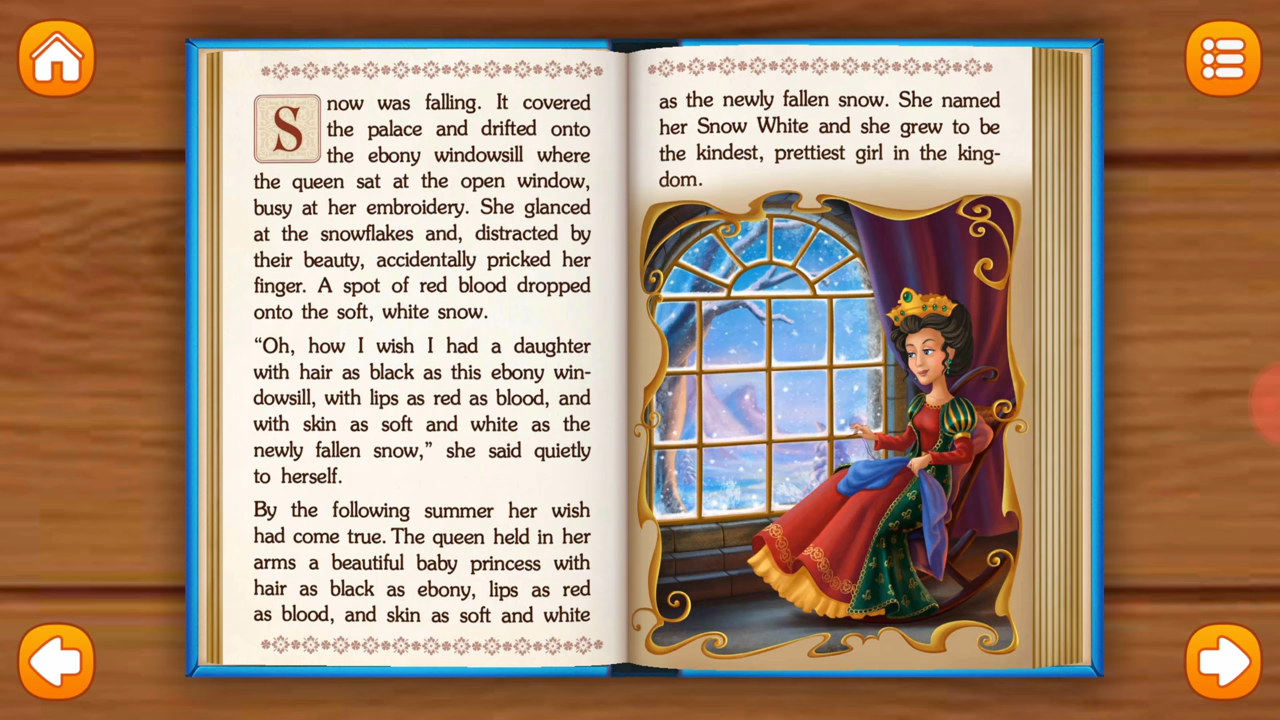 Snow was falling. It covered
the palace and drifted onto
the ebony windowsill where
the queen sat at the open window,
busy at her embroidery. She glanced
at the snowflakes and, distracted by
their beauty, accidentally pricked her
finger. A spot of red blood dropped
onto the soft, white snow.
“Oh, how I wish I had a daughter
with hair as black as this ebony win-
dowsill, with lips as red as blood, and
with skin as soft and white as the
newly fallen snow,” she said quietly
to herself.
By the following summer her wish
had come true. The queen held in her
arms a beautiful baby princess with
hair as black as ebony, lips as red
as blood, and skin as soft and white
as the newly fallen snow. She named
her Snow White and she grew to be
the kindest, prettiest girl in the king-
dom.